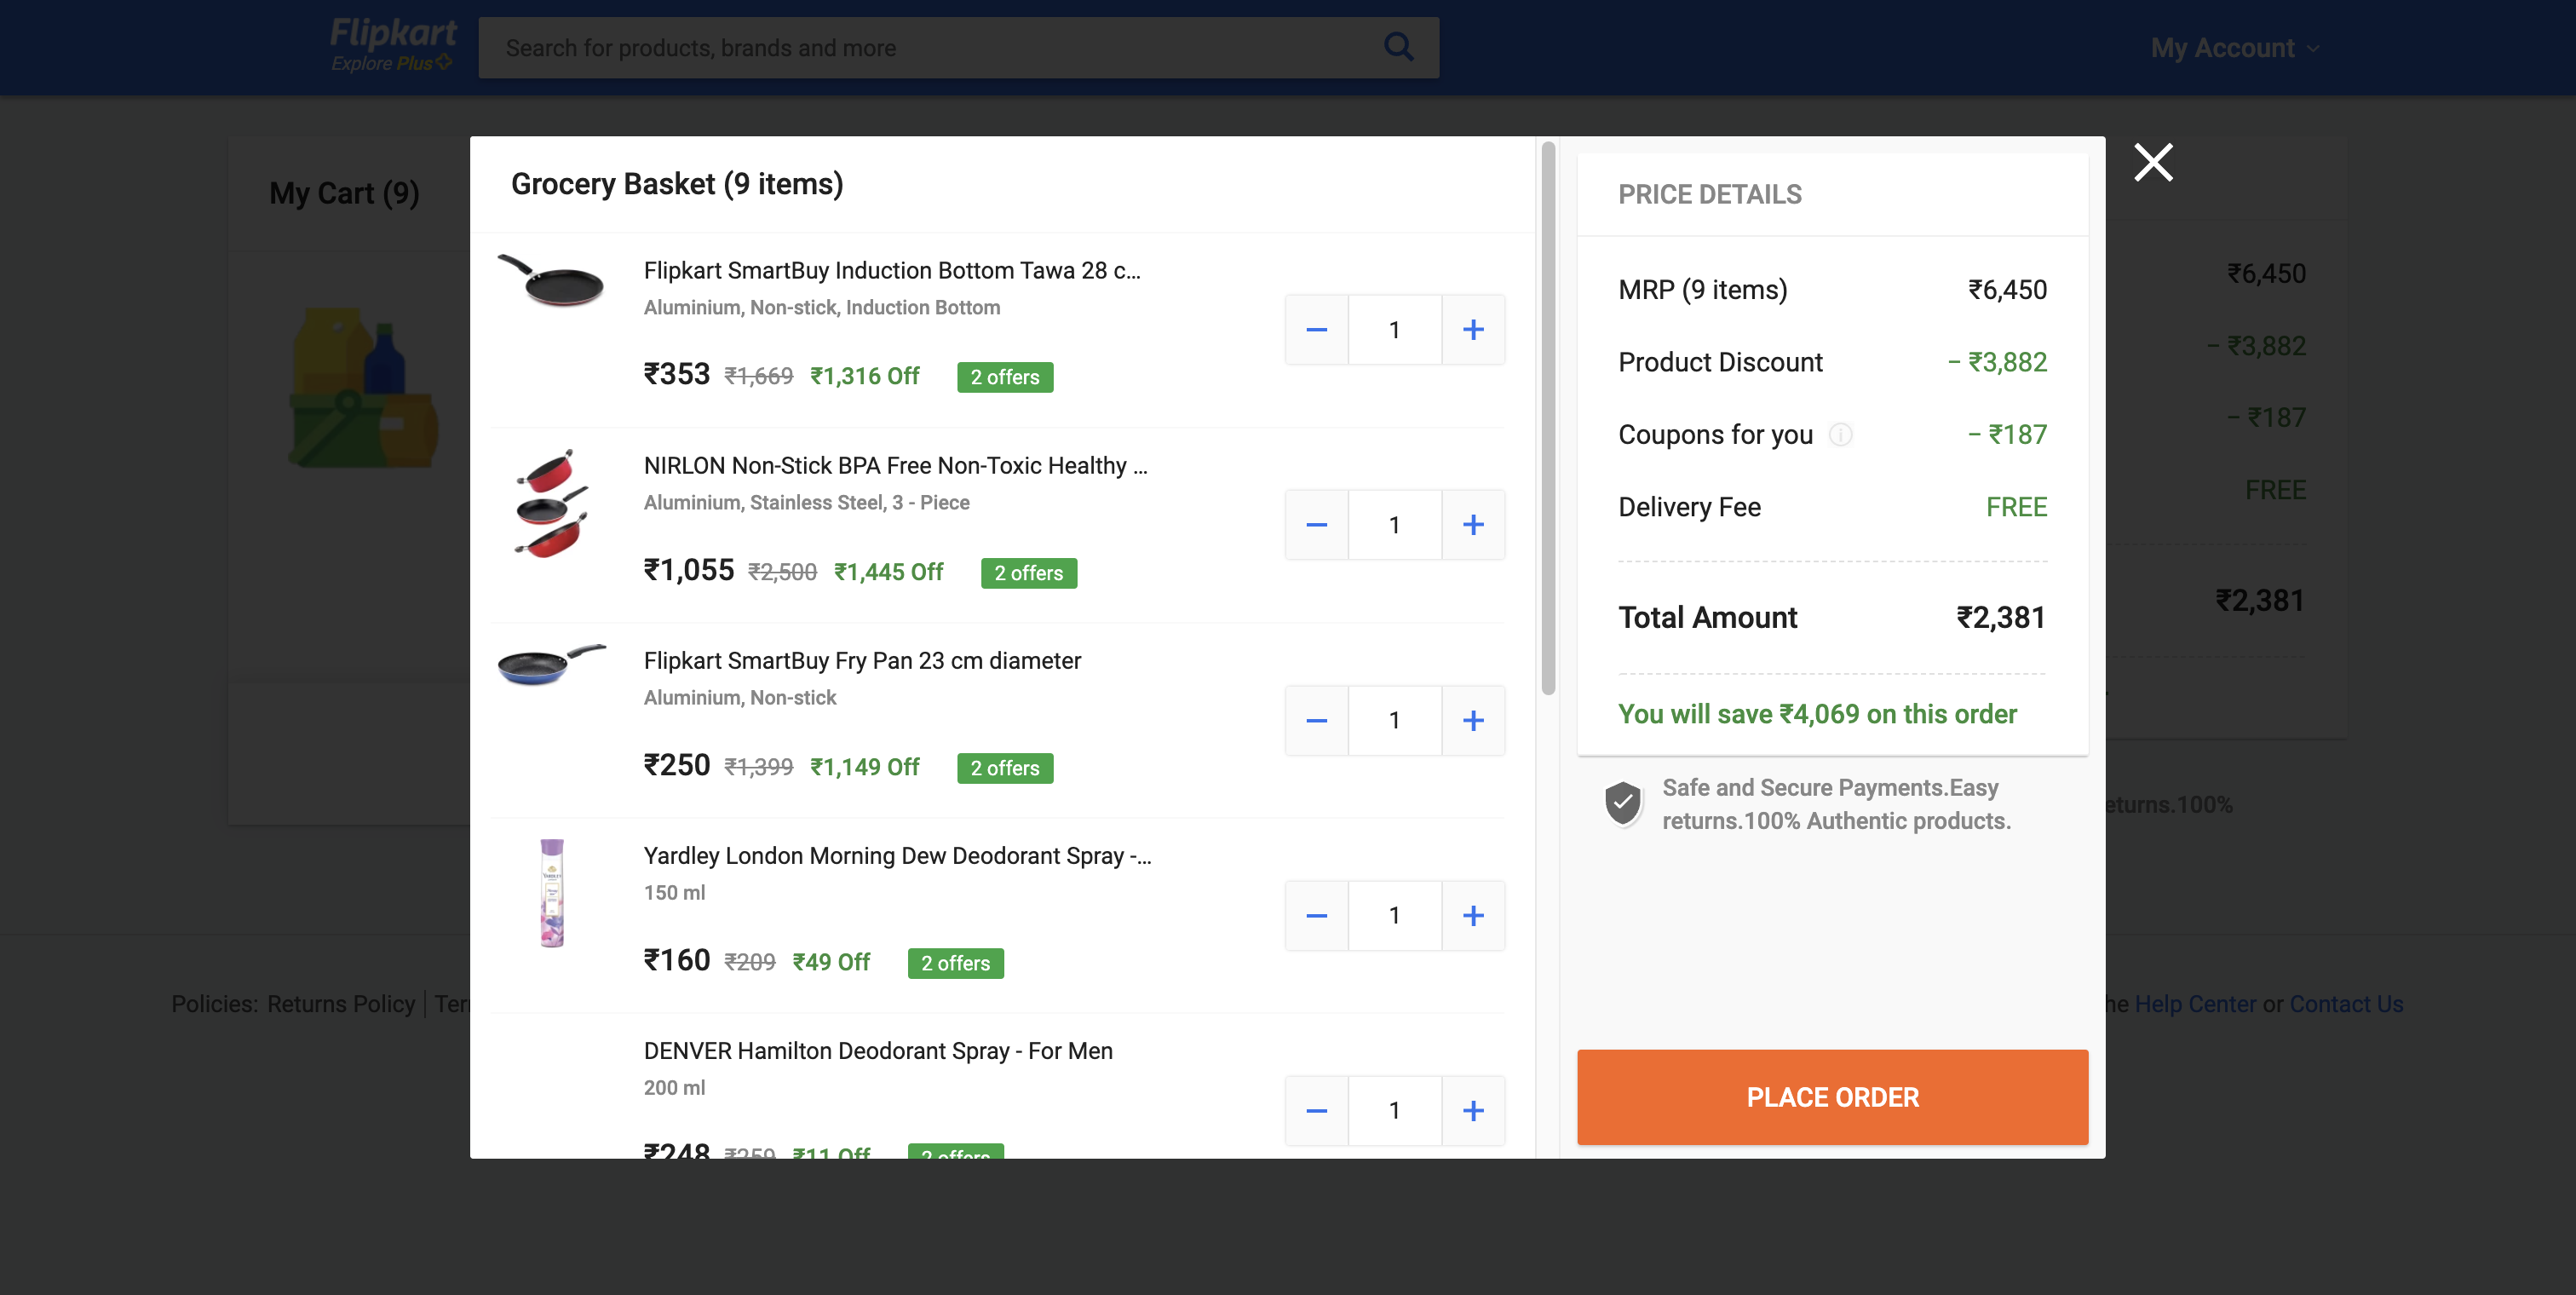 Flipkart
Explore Plus
Search for products, brands and more
My Account
My Cart (9)
Grocery Basket (9 items)
Flipkart SmartBuy Induction Bottom Tawa 28 c...
Aluminium, Non-stick, Induction Bottom
₹353 ₹1,669 ₹1,316 Off 2 offers
− 1 +
NIRLON Non-Stick BPA Free Non-Toxic Healthy ...
Aluminium, Stainless Steel, 3 - Piece
₹1,055 ₹2,500 ₹1,445 Off 2 offers
− 1 +
Flipkart SmartBuy Fry Pan 23 cm diameter
Aluminium, Non-stick
₹250 ₹1,399 ₹1,149 Off 2 offers
− 1 +
Yardley London Morning Dew Deodorant Spray -...
150 ml
₹160 ₹209 ₹49 Off 2 offers
− 1 +
DENVER Hamilton Deodorant Spray - For Men
200 ml
₹248 ₹259 ₹11 Off 2 offers
− 1 +
PRICE DETAILS
MRP (9 items) ₹6,450
Product Discount − ₹3,882
Coupons for you − ₹187
Delivery Fee FREE
Total Amount ₹2,381
You will save ₹4,069 on this order
Safe and Secure Payments.Easy
returns.100% Authentic products.
PLACE ORDER
₹6,450
− ₹3,882
− ₹187
FREE
₹2,381
eturns.100%
Policies: Returns Policy | Ter
he Help Center or Contact Us